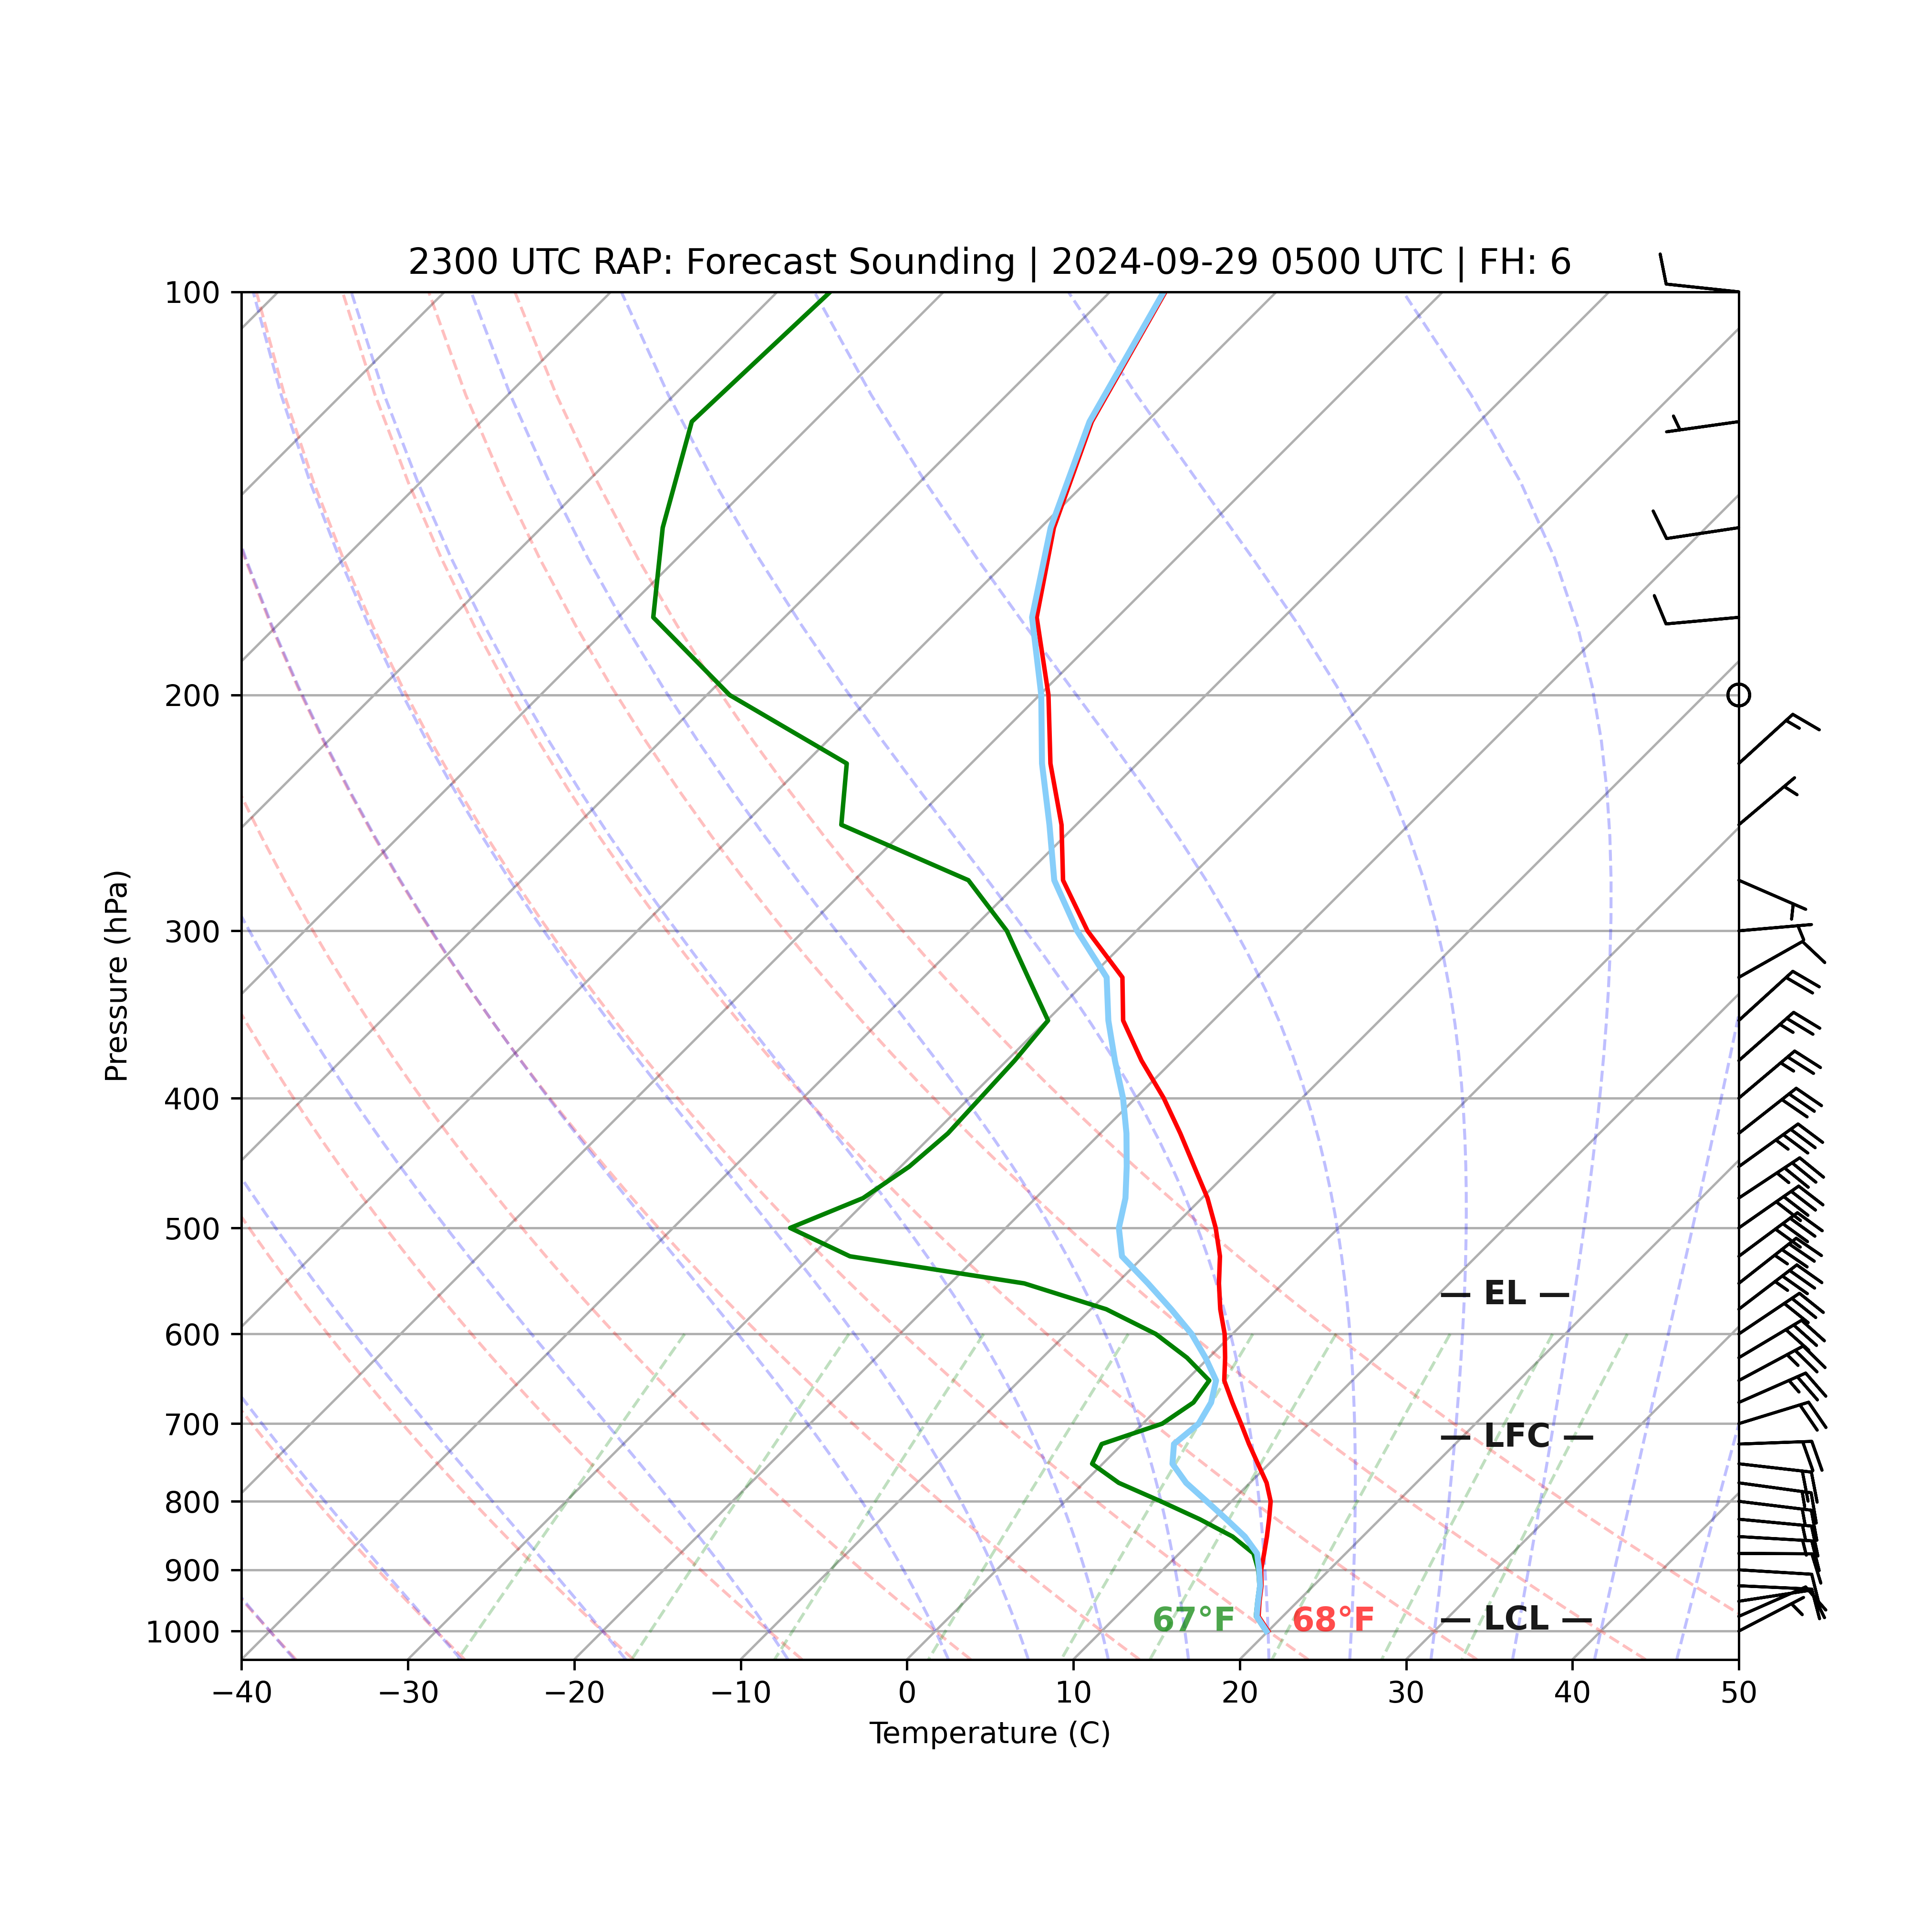 2300 UTC RAP: Forecast Sounding | 2024-09-29 0500 UTC | FH: 6
100
200
300
400
500
600
700
800
900
1000
Pressure (hPa)
— EL —
— LFC —
— LCL —
67°F
68°F
−40
−30
−20
−10
0
10
20
30
40
50
Temperature (C)